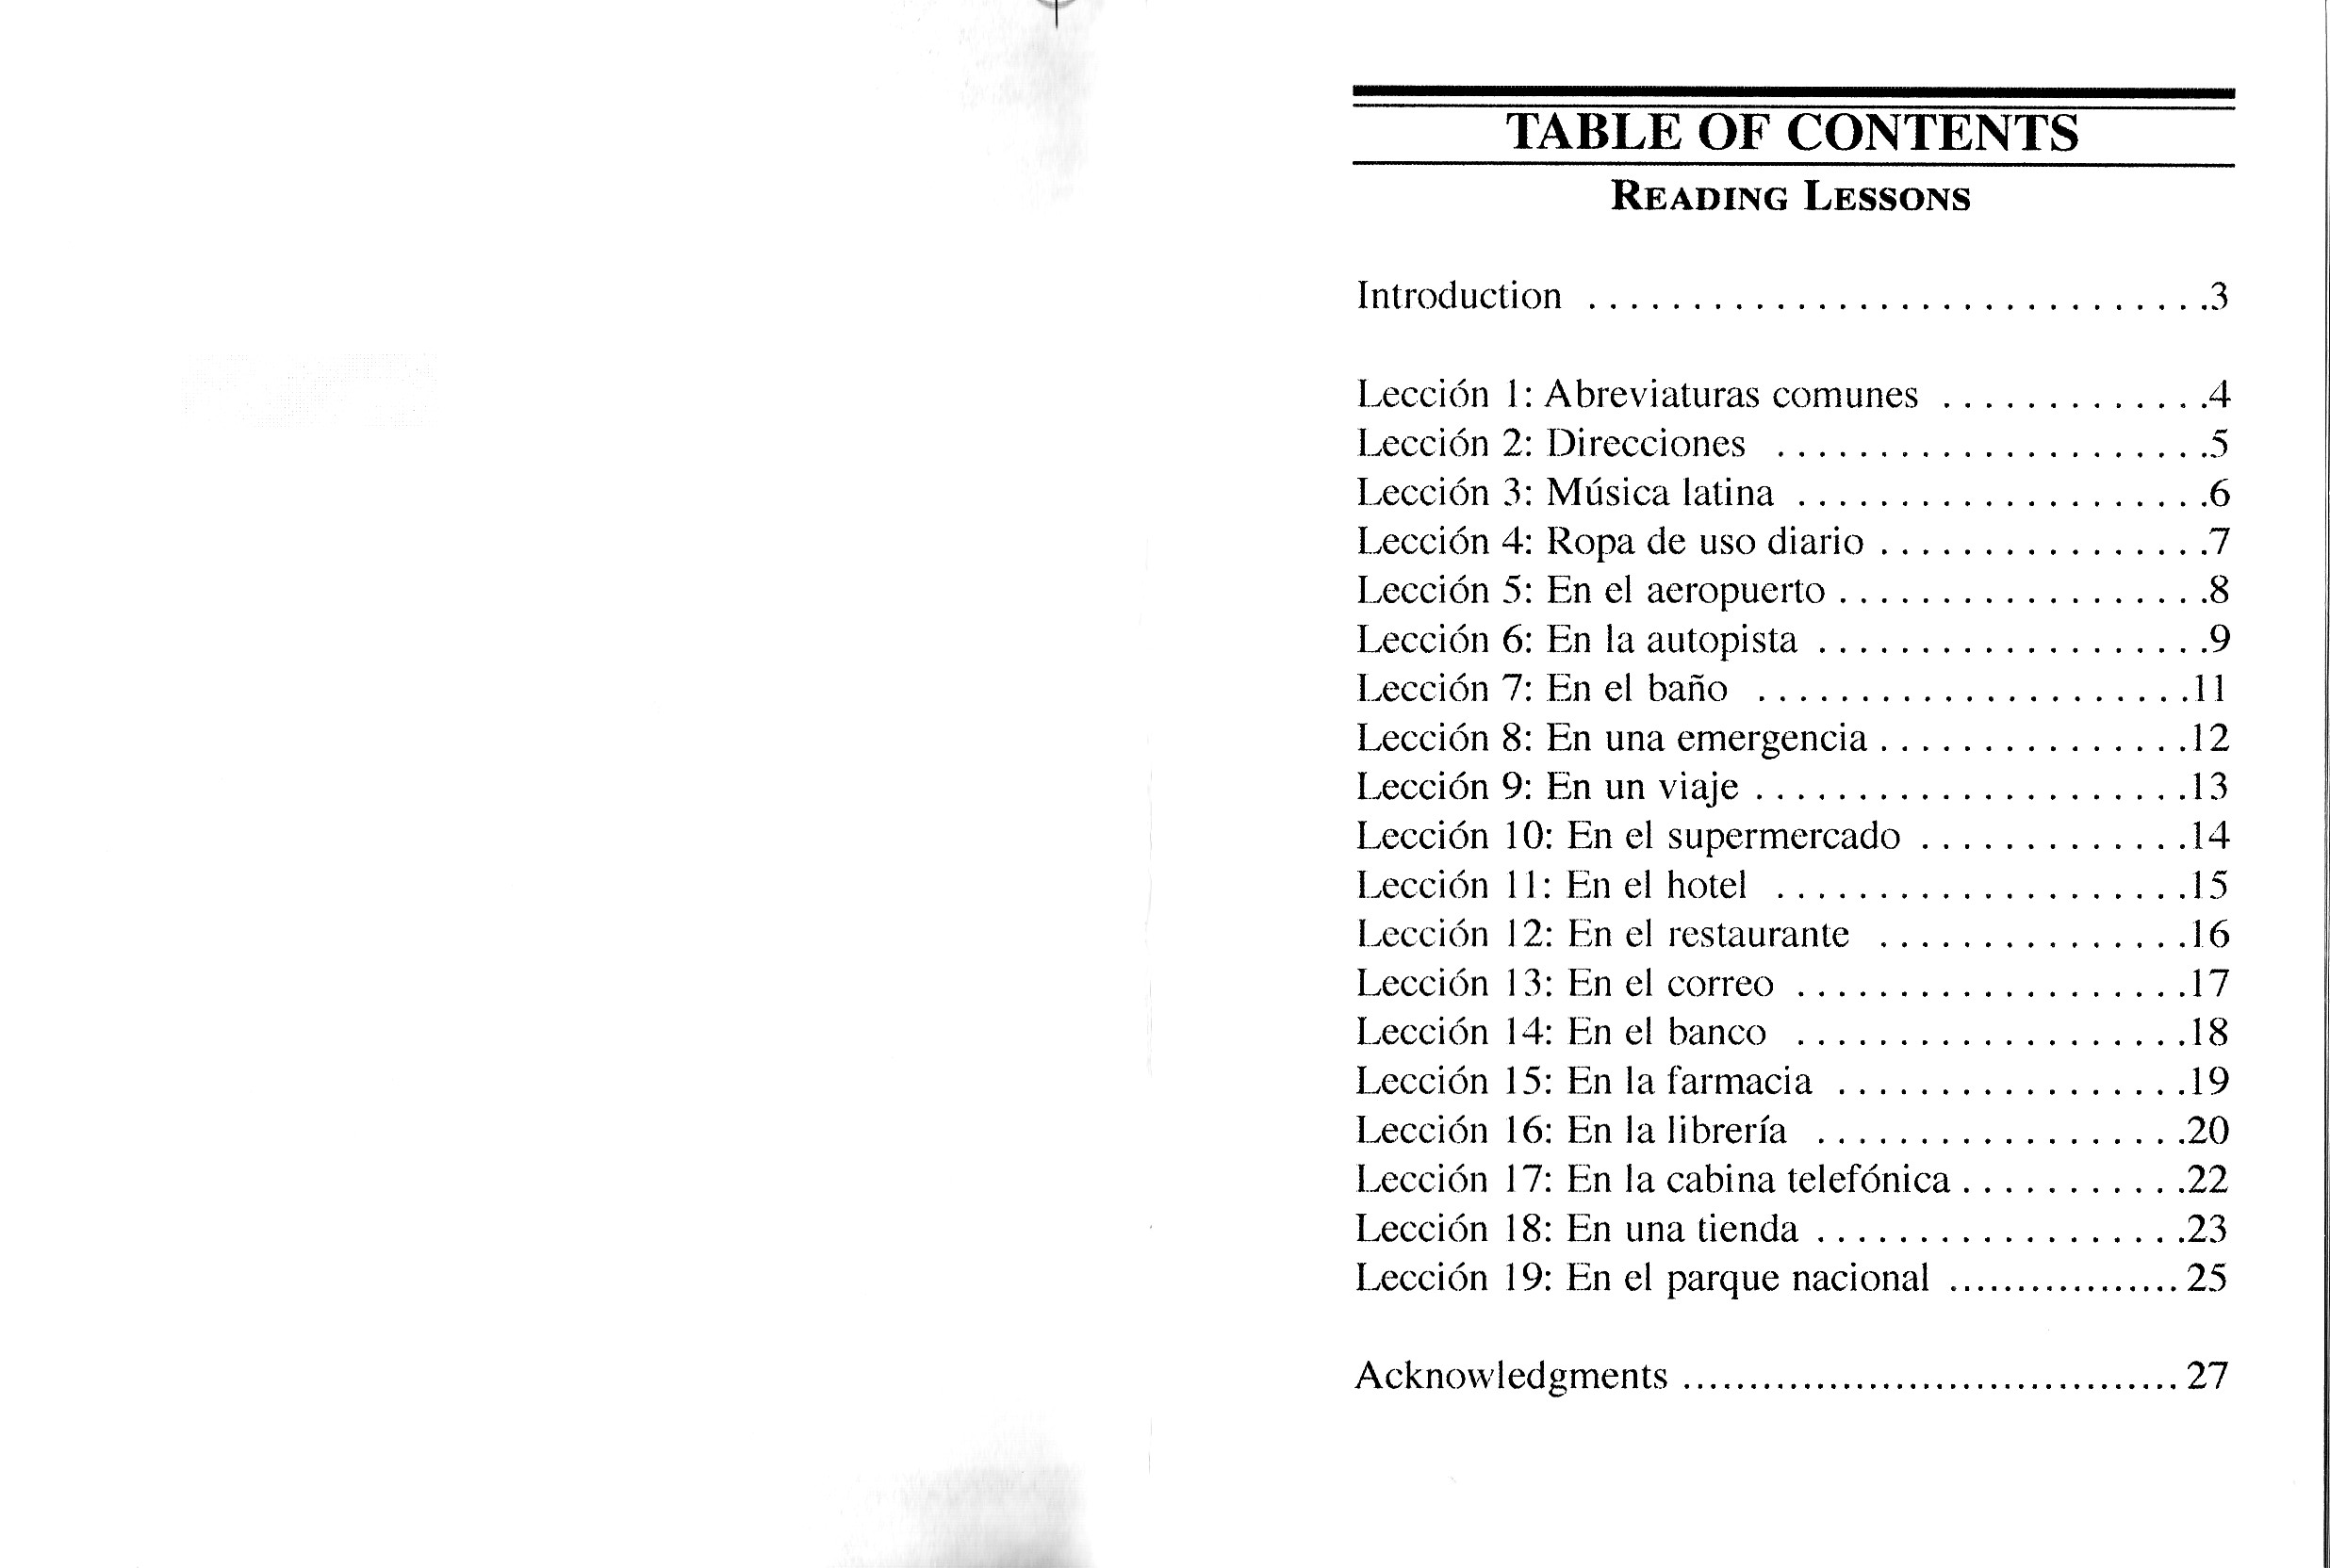 TABLE OF CONTENTS
READING LESSONS
Introduction . . . . . . . . . . . . . . . . . . . . . . . . . . . . . . .3
Lección 1: Abreviaturas comunes . . . . . . . . . . . . .4
Lección 2: Direcciones . . . . . . . . . . . . . . . . . . . . .5
Lección 3: Música latina . . . . . . . . . . . . . . . . . . . .6
Lección 4: Ropa de uso diario . . . . . . . . . . . . . . . .7
Lección 5: En el aeropuerto . . . . . . . . . . . . . . . . . .8
Lección 6: En la autopista . . . . . . . . . . . . . . . . . . .9
Lección 7: En el baño . . . . . . . . . . . . . . . . . . . . .11
Lección 8: En una emergencia . . . . . . . . . . . . . . .12
Lección 9: En un viaje . . . . . . . . . . . . . . . . . . . . .13
Lección 10: En el supermercado . . . . . . . . . . . . .14
Lección 11: En el hotel . . . . . . . . . . . . . . . . . . . .15
Lección 12: En el restaurante . . . . . . . . . . . . . . .16
Lección 13: En el correo . . . . . . . . . . . . . . . . . . .17
Lección 14: En el banco . . . . . . . . . . . . . . . . . . .18
Lección 15: En la farmacia . . . . . . . . . . . . . . . . .19
Lección 16: En la librería . . . . . . . . . . . . . . . . . .20
Lección 17: En la cabina telefónica . . . . . . . . . . .22
Lección 18: En una tienda . . . . . . . . . . . . . . . . . .23
Lección 19: En el parque nacional ................. 25
Acknowledgments ..................................... 27